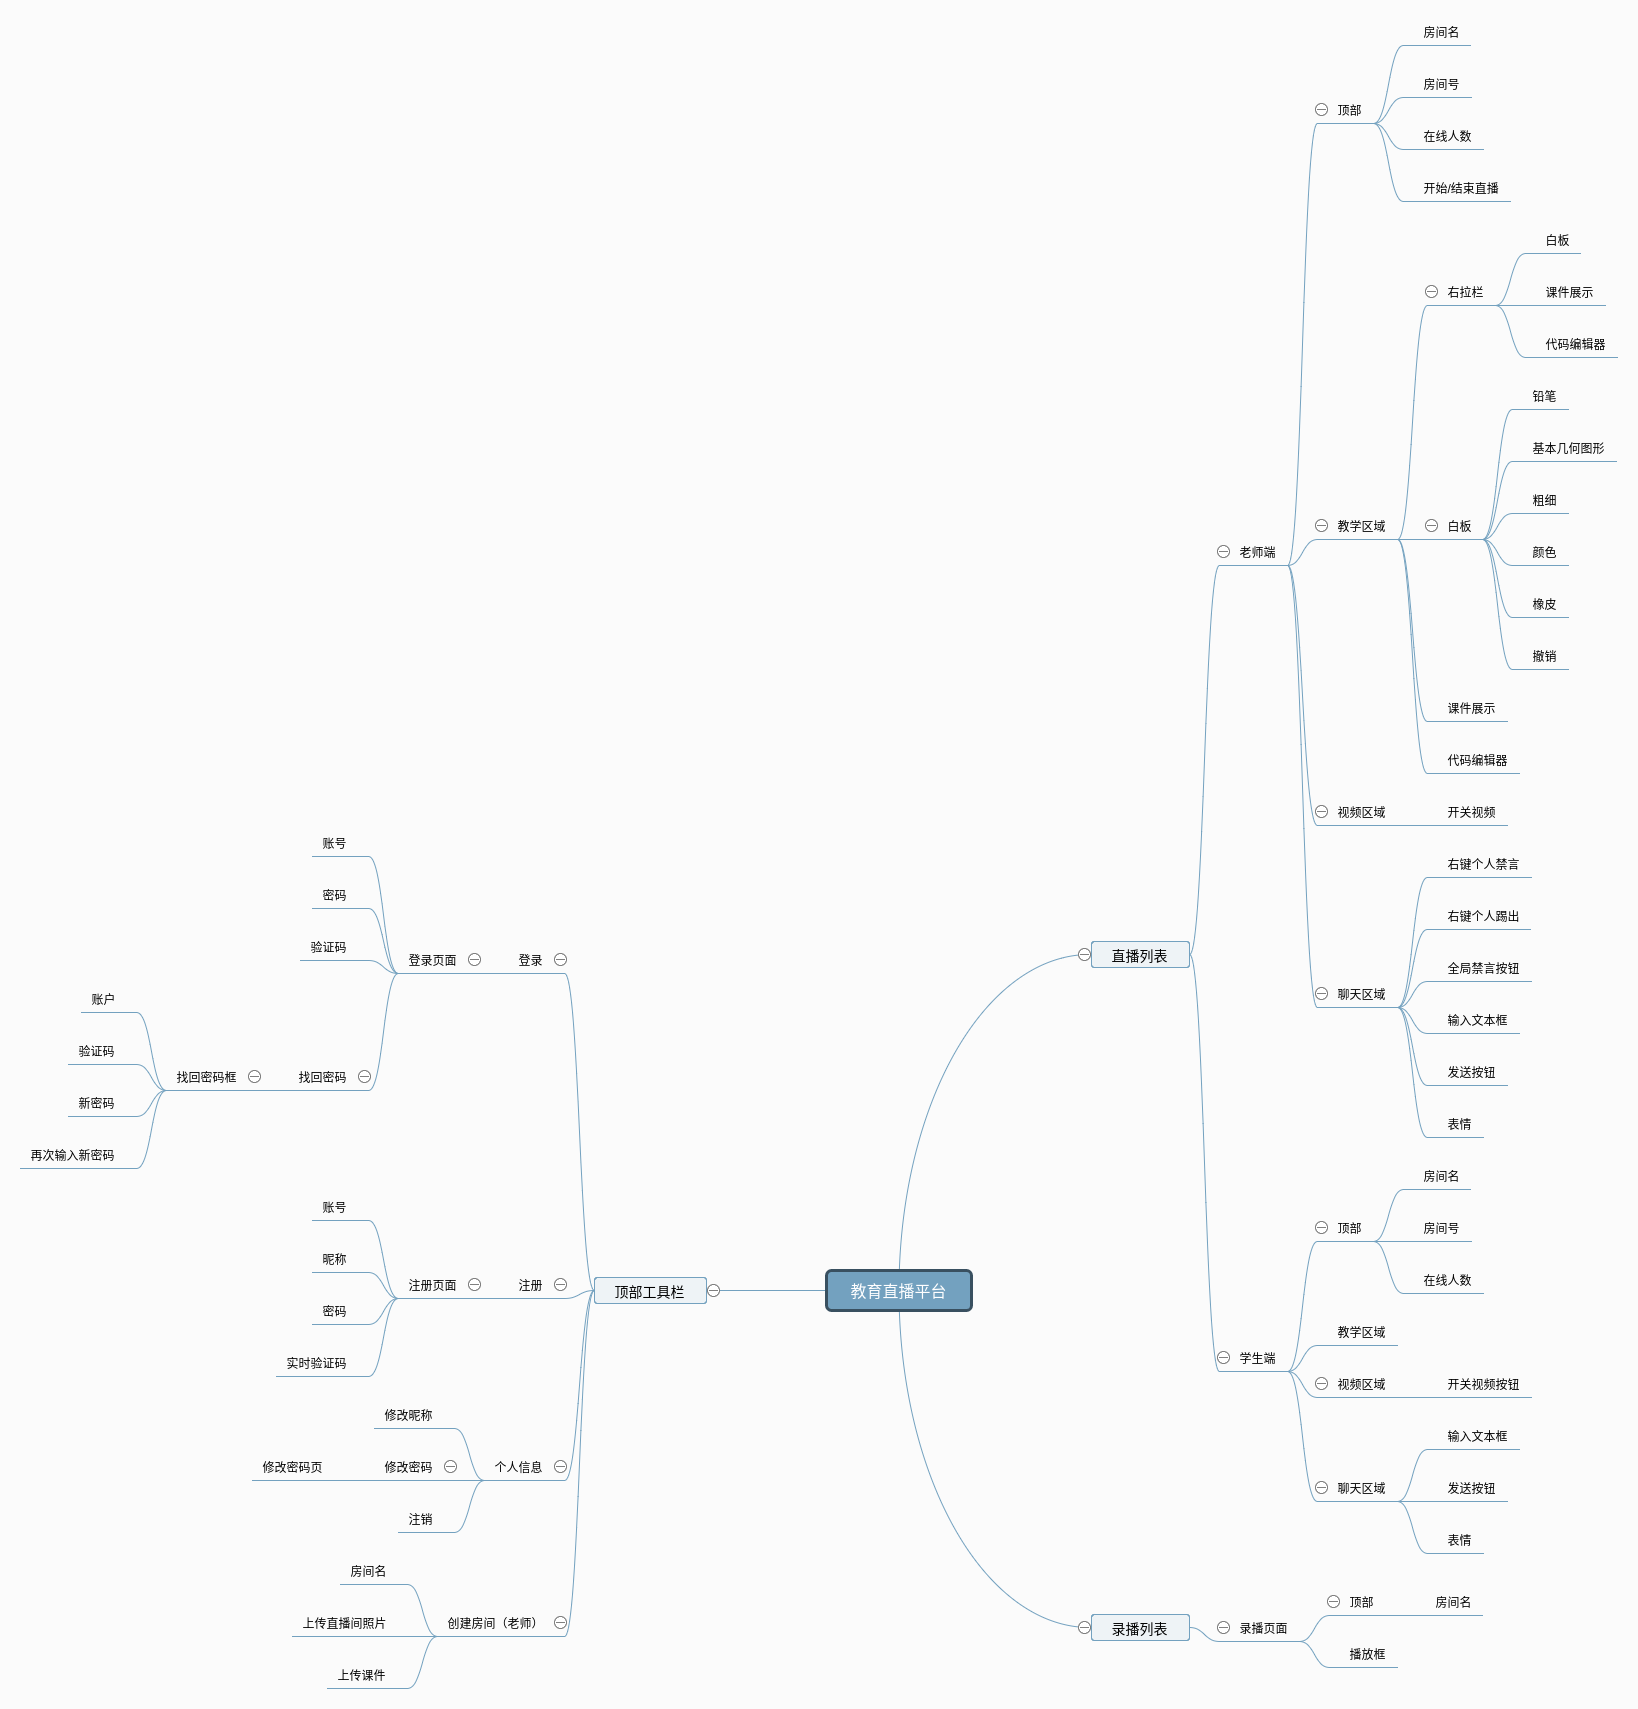 教育直播平台
直播列表
老师端
顶部
房间名
房间号
在线人数
开始/结束直播
教学区域
右拉栏
白板
课件展示
代码编辑器
白板
铅笔
基本几何图形
粗细
颜色
橡皮
撤销
课件展示
代码编辑器
视频区域
开关视频
聊天区域
右键个人禁言
右键个人踢出
全局禁言按钮
输入文本框
发送按钮
表情
学生端
顶部
房间名
房间号
在线人数
教学区域
视频区域
开关视频按钮
聊天区域
输入文本框
发送按钮
表情
录播列表
录播页面
顶部
房间名
播放框
顶部工具栏
登录
登录页面
账号
密码
验证码
找回密码
找回密码框
账户
验证码
新密码
再次输入新密码
注册
注册页面
账号
昵称
密码
实时验证码
个人信息
修改昵称
修改密码
修改密码页
注销
创建房间（老师）
房间名
上传直播间照片
上传课件